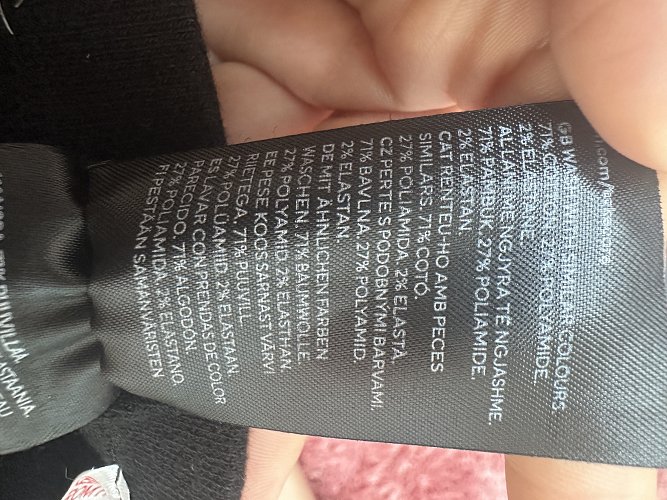 GB WASH WITH SIMILAR COLOURS
71% COTTON. 27% POLYAMIDE.
2% ELASTANE.
AL LANI ME NGJYRA TË NGJASHME.
71% PAMBUK. 27% POLIAMIDE.
2% ELASTAN.
CAT RENTEU-HO AMB PECES
SIMILARS. 71% COTÓ.
27% POLIAMIDA. 2% ELASTÀ.
CZ PERTE S PODOBNÝMI BARVAMI.
71% BAVLNA. 27% POLYAMID.
2% ELASTAN.
DE MIT ÄHNLICHEN FARBEN
WASCHEN. 71% BAUMWOLLE.
27% POLYAMID. 2% ELASTHAN.
EE PESE KOOS SARNAST VÄRVI
RIIETEGA. 71% PUUVILL.
27% POLÜAMIID. 2% ELASTAAN
ES LAVAR CON PRENDAS DE COLOR
PARECIDO. 71% ALGODÓN.
27% POLIAMIDA. 2% ELASTANO.
FI PESTÄÄN SAMANVÄRISTEN
PUUVILLAA